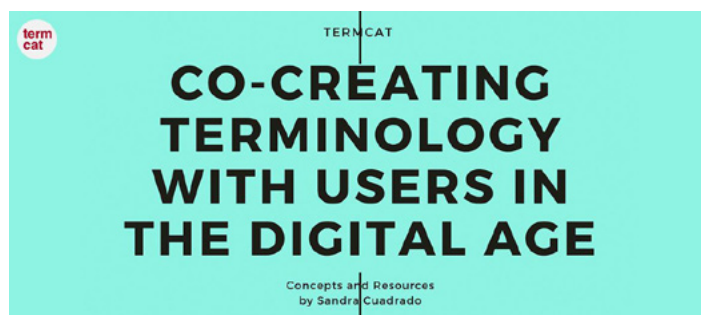 term
cat
TERMCAT
CO-CREATING
TERMINOLOGY
WITH USERS IN
THE DIGITAL AGE
Concepts and Resources
by Sandra Cuadrado